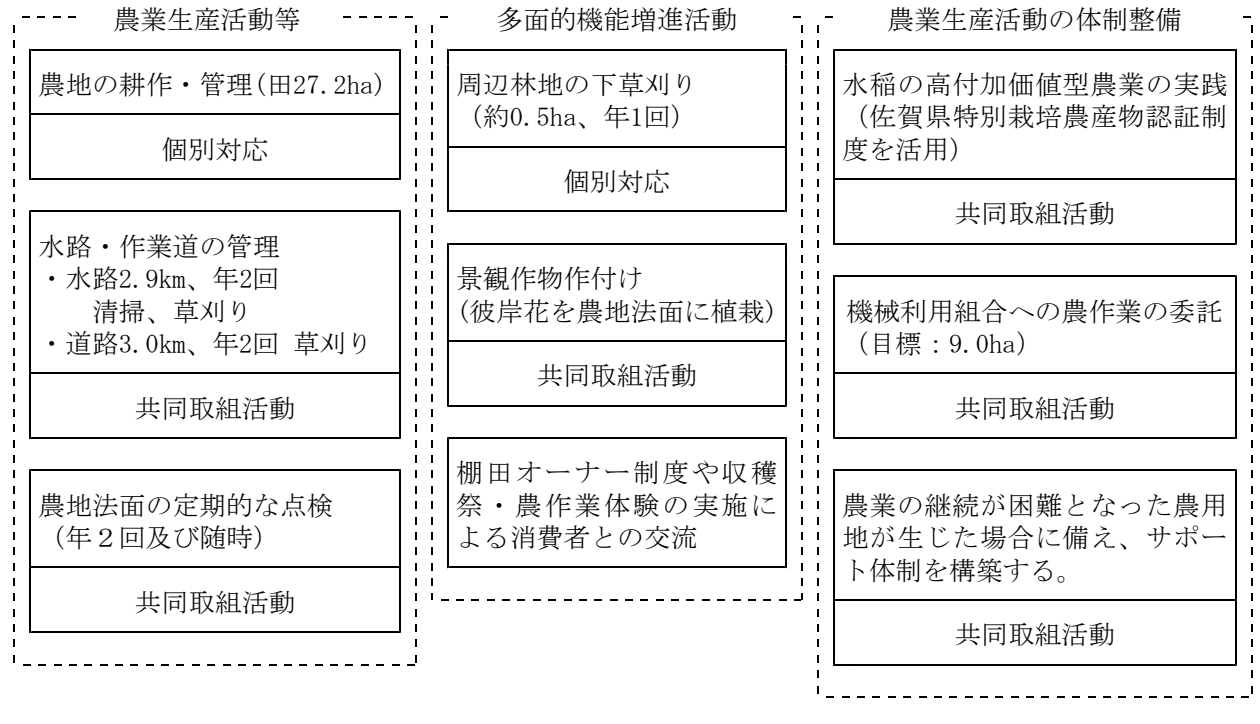 農業生産活動等
農地の耕作・管理(田27.2ha)
個別対応
水路・作業道の管理
・水路2.9km、年2回
清掃、草刈り
・道路3.0km、年2回 草刈り
共同取組活動
農地法面の定期的な点検
(年２回及び随時)
共同取組活動
多面的機能増進活動
周辺林地の下草刈り
(約0.5ha、年1回)
個別対応
景観作物作付け
(彼岸花を農地法面に植栽)
共同取組活動
棚田オーナー制度や収穫
祭・農作業体験の実施に
よる消費者との交流
農業生産活動の体制整備
水稲の高付加価値型農業の実践
(佐賀県特別栽培農産物認証制
度を活用)
共同取組活動
機械利用組合への農作業の委託
(目標：9.0ha)
共同取組活動
農業の継続が困難となった農用
地が生じた場合に備え、サポー
ト体制を構築する。
共同取組活動